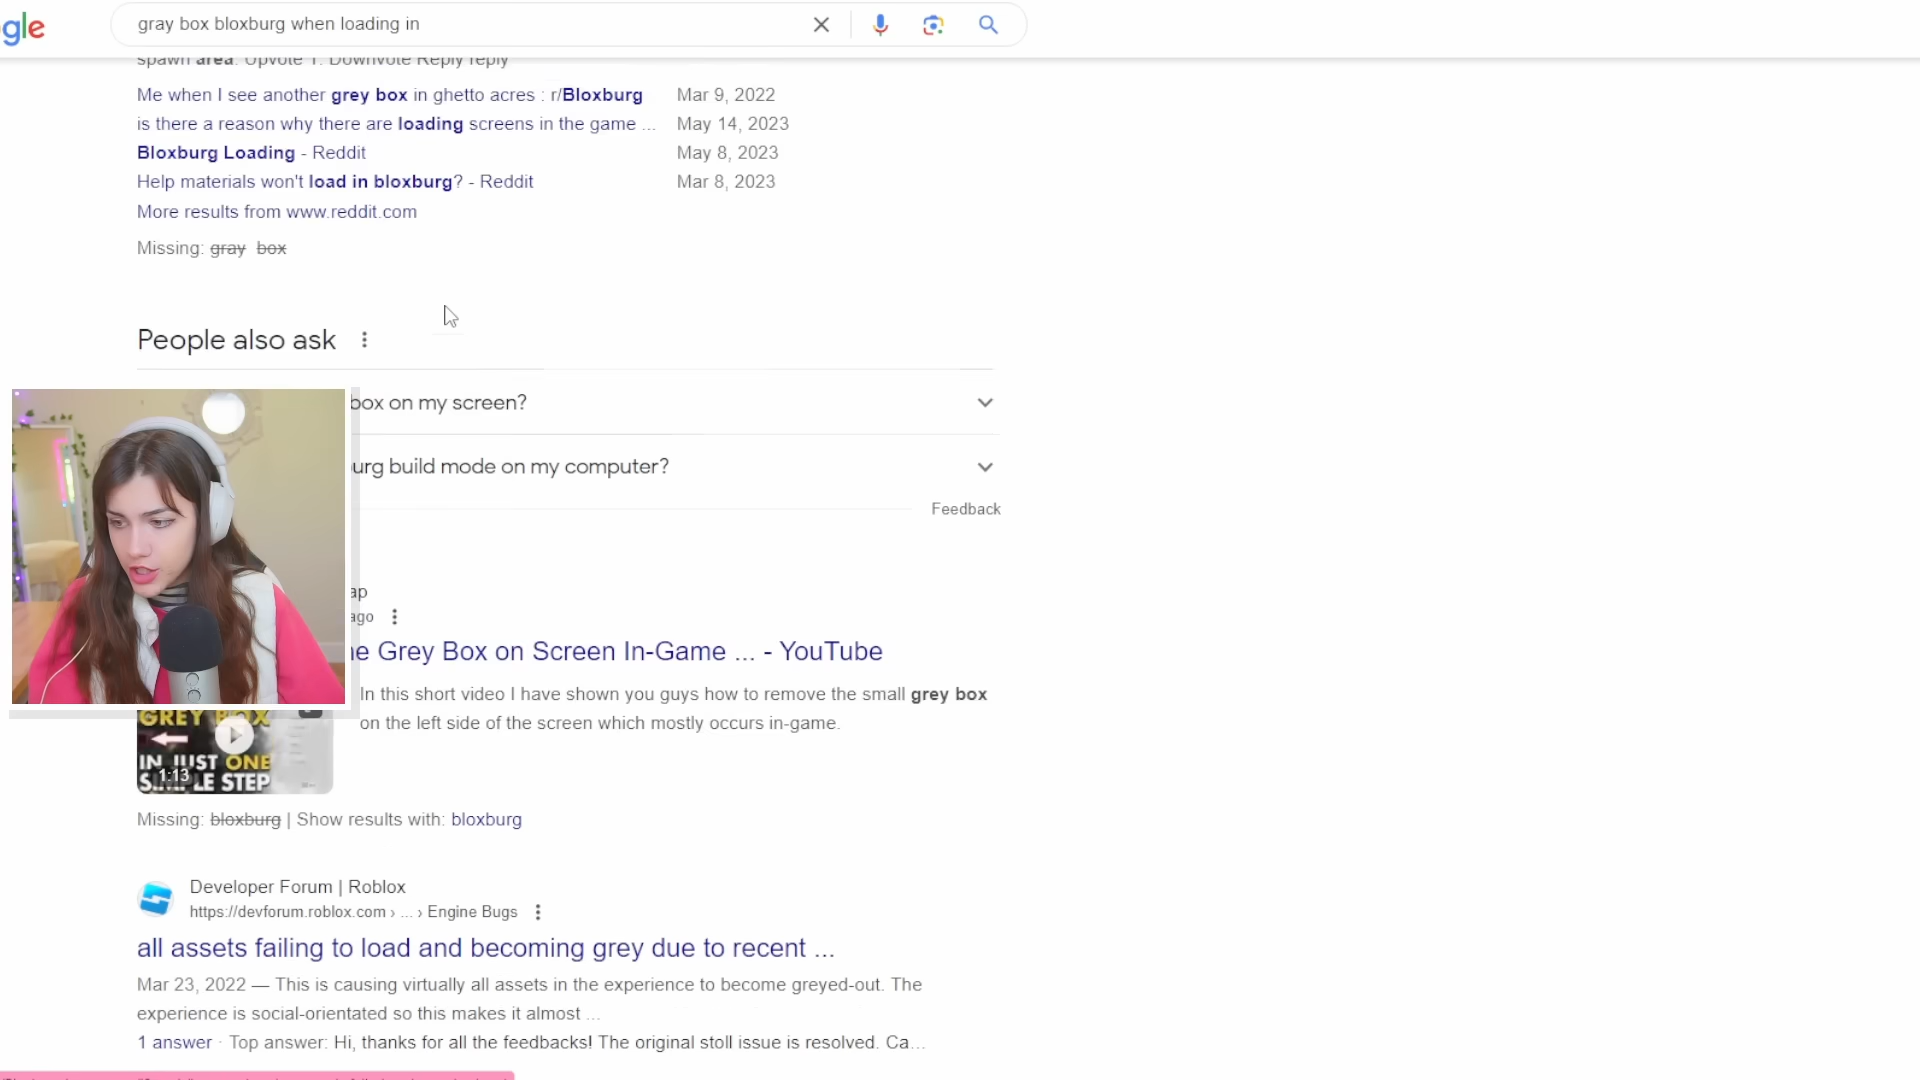 gle
gray box bloxburg when loading in
spawn area. Upvote 1. Downvote Reply reply
Me when I see another grey box in ghetto acres : r/Bloxburg Mar 9, 2022
is there a reason why there are loading screens in the game ... May 14, 2023
Bloxburg Loading - Reddit May 8, 2023
Help materials won't load in bloxburg? - Reddit Mar 8, 2023
More results from www.reddit.com
Missing: gray box
People also ask
box on my screen?
urg build mode on my computer?
Feedback
ap
ago
e Grey Box on Screen In-Game ... - YouTube
In this short video I have shown you guys how to remove the small grey box
on the left side of the screen which mostly occurs in-game.
GREY BOX
IN JUST ONE
1:13
STEP
Missing: bloxburg | Show results with: bloxburg
Developer Forum | Roblox
https://devforum.roblox.com › ... › Engine Bugs
all assets failing to load and becoming grey due to recent ...
Mar 23, 2022 — This is causing virtually all assets in the experience to become greyed-out. The
experience is social-orientated so this makes it almost ...
1 answer · Top answer: Hi, thanks for all the feedbacks! The original stoll issue is resolved. Ca...